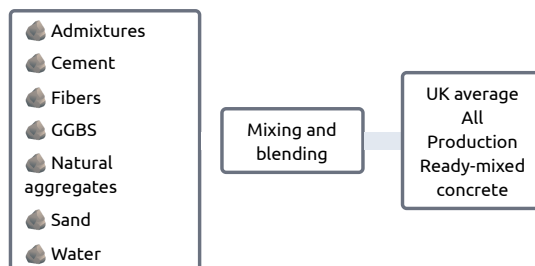 Admixtures
Cement
Fibers
GGBS
Natural
aggregates
Sand
Water
Mixing and
blending
UK average
All
Production
Ready-mixed
concrete